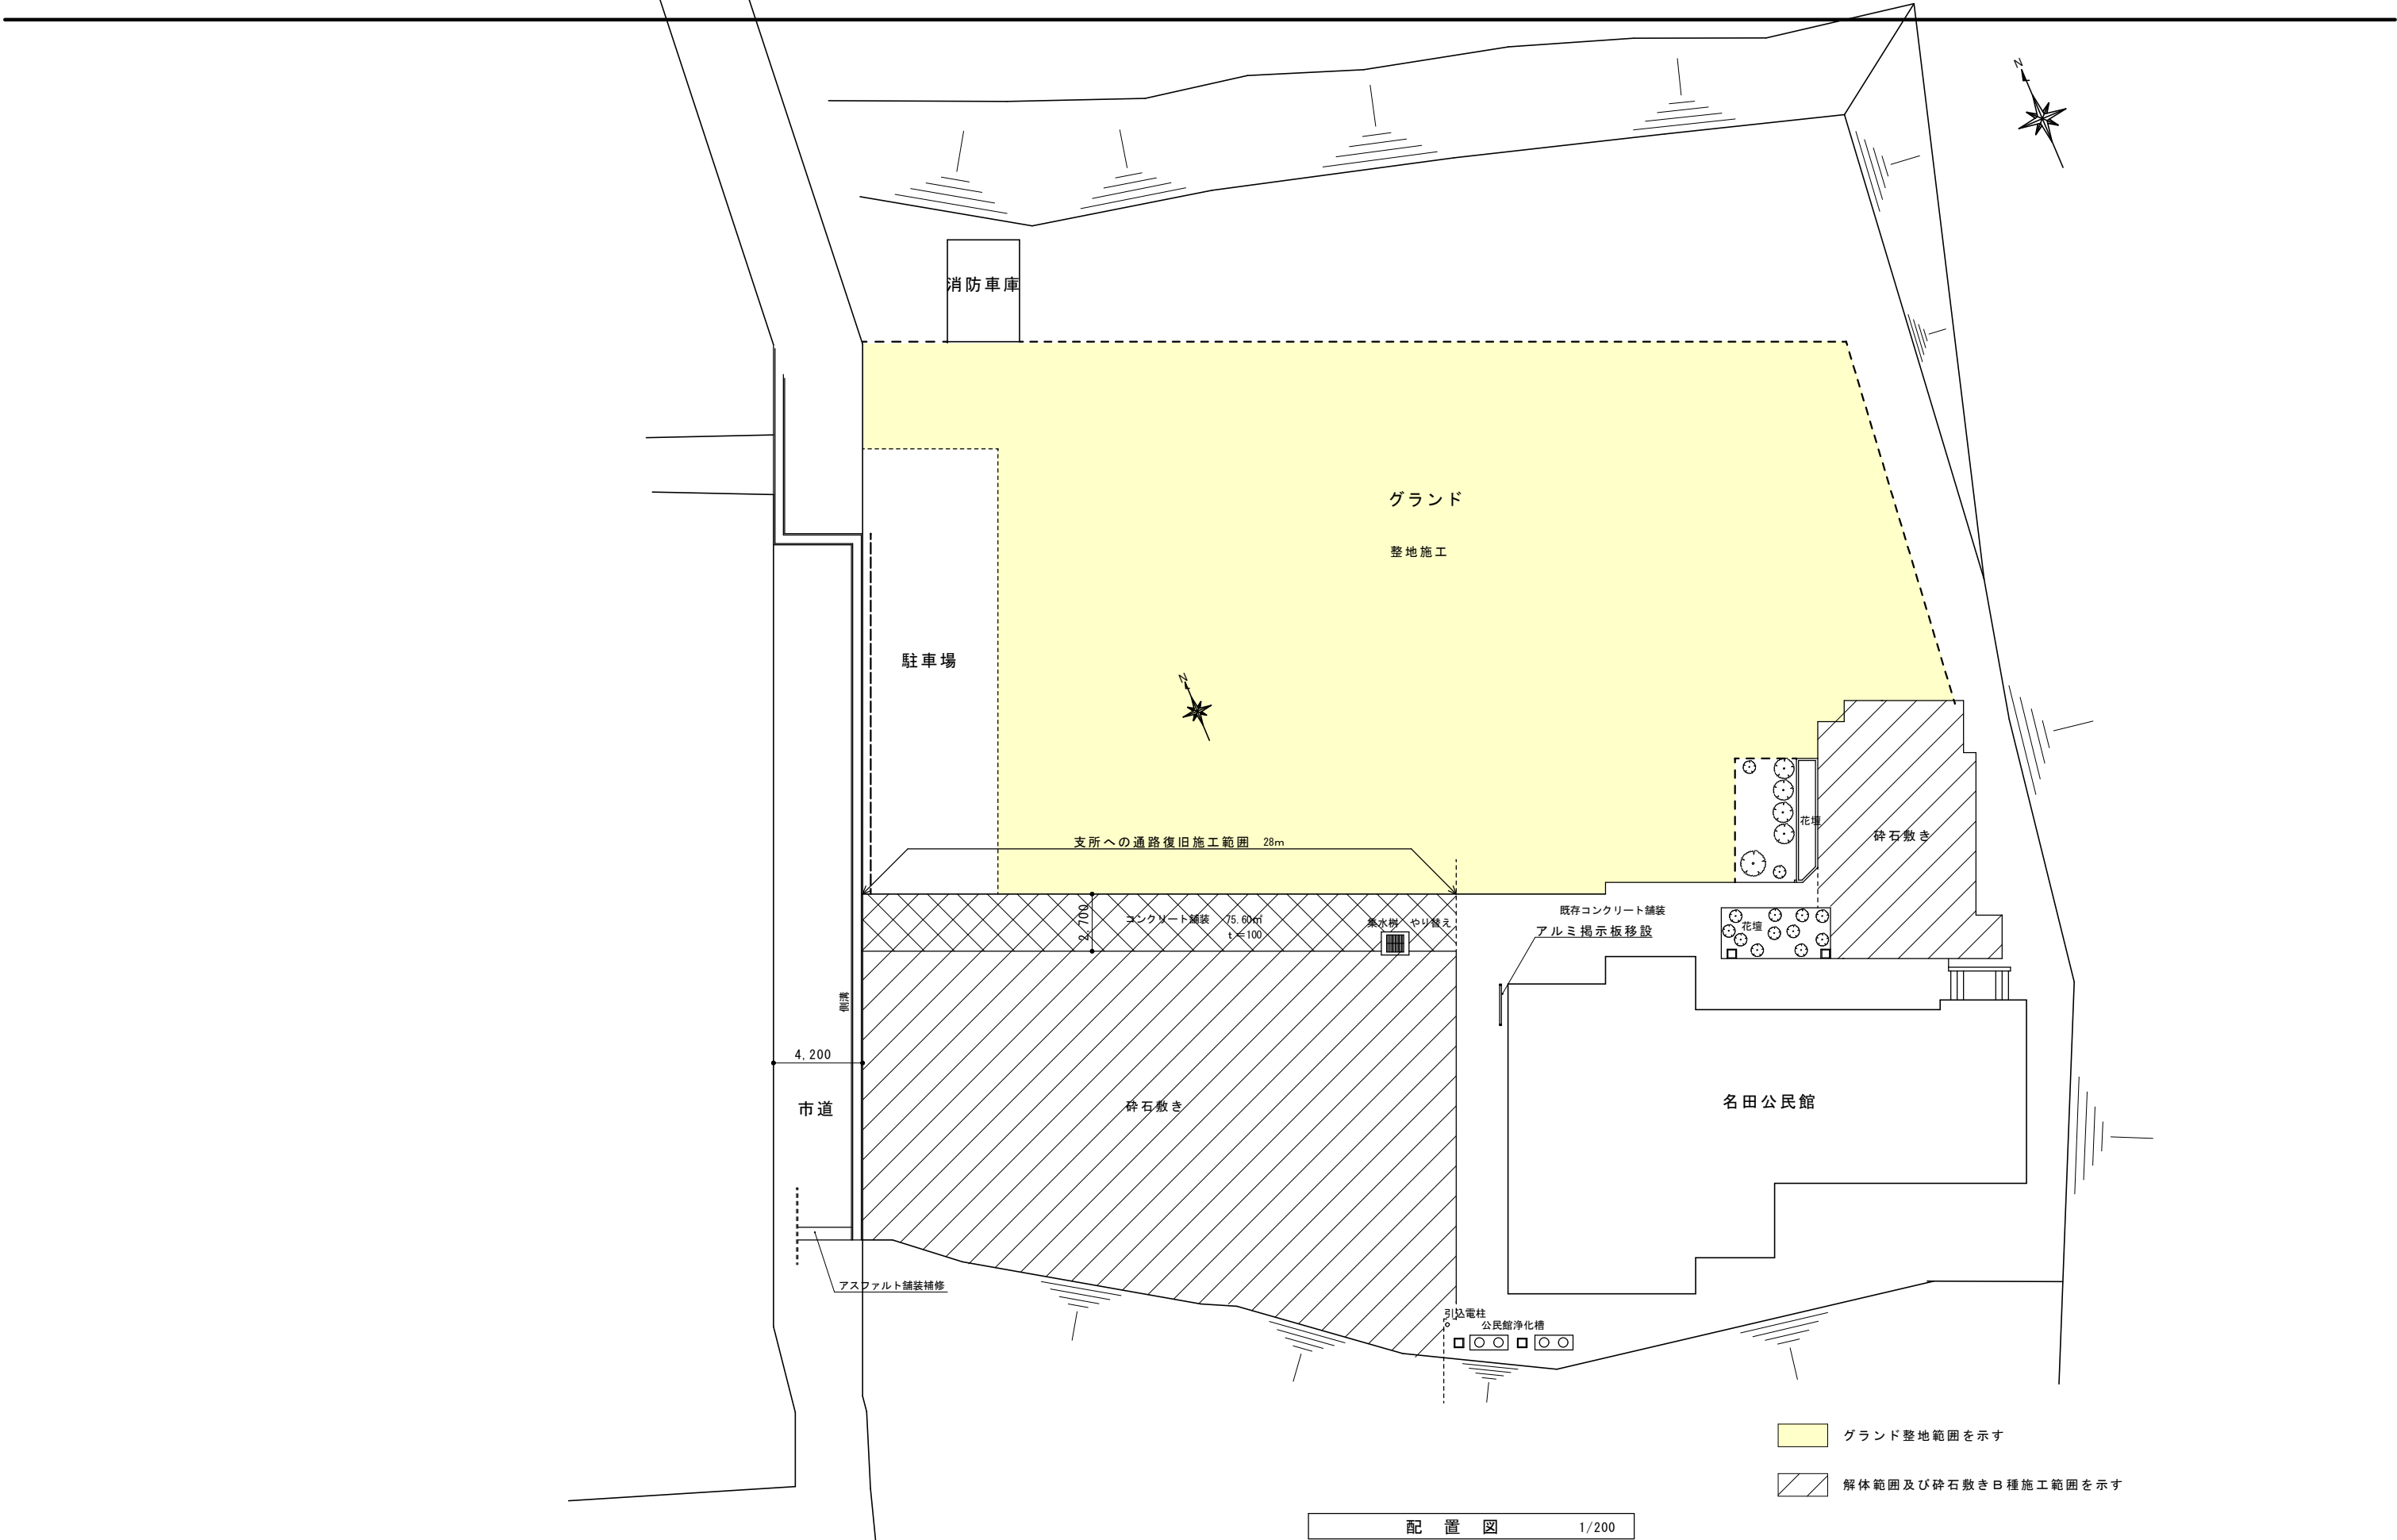 N
消防車庫
グランド
整地施工
駐車場
N
花壇
砕石敷き
支所への通路復旧施工範囲　28m
2,700
コンクリート舗装　75.60㎡
t＝100
集水桝　やり替え
既存コンクリート舗装
アルミ掲示板移設
花壇
側溝
4,200
市道
砕石敷き
名田公民館
アスファルト舗装補修
引込電柱
公民館浄化槽
グランド整地範囲を示す
解体範囲及び砕石敷きB種施工範囲を示す
配　置　図　1/200